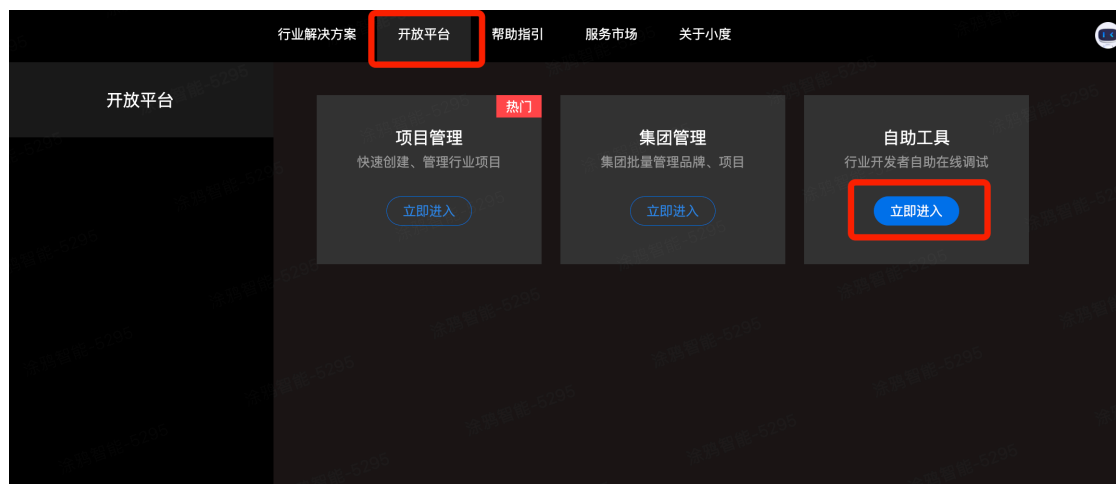 行业解决方案 开放平台 帮助指引 服务市场 关于小度
开放平台
热门
项目管理
快速创建、管理行业项目
立即进入
集团管理
集团批量管理品牌、项目
立即进入
自助工具
行业开发者自助在线调试
立即进入